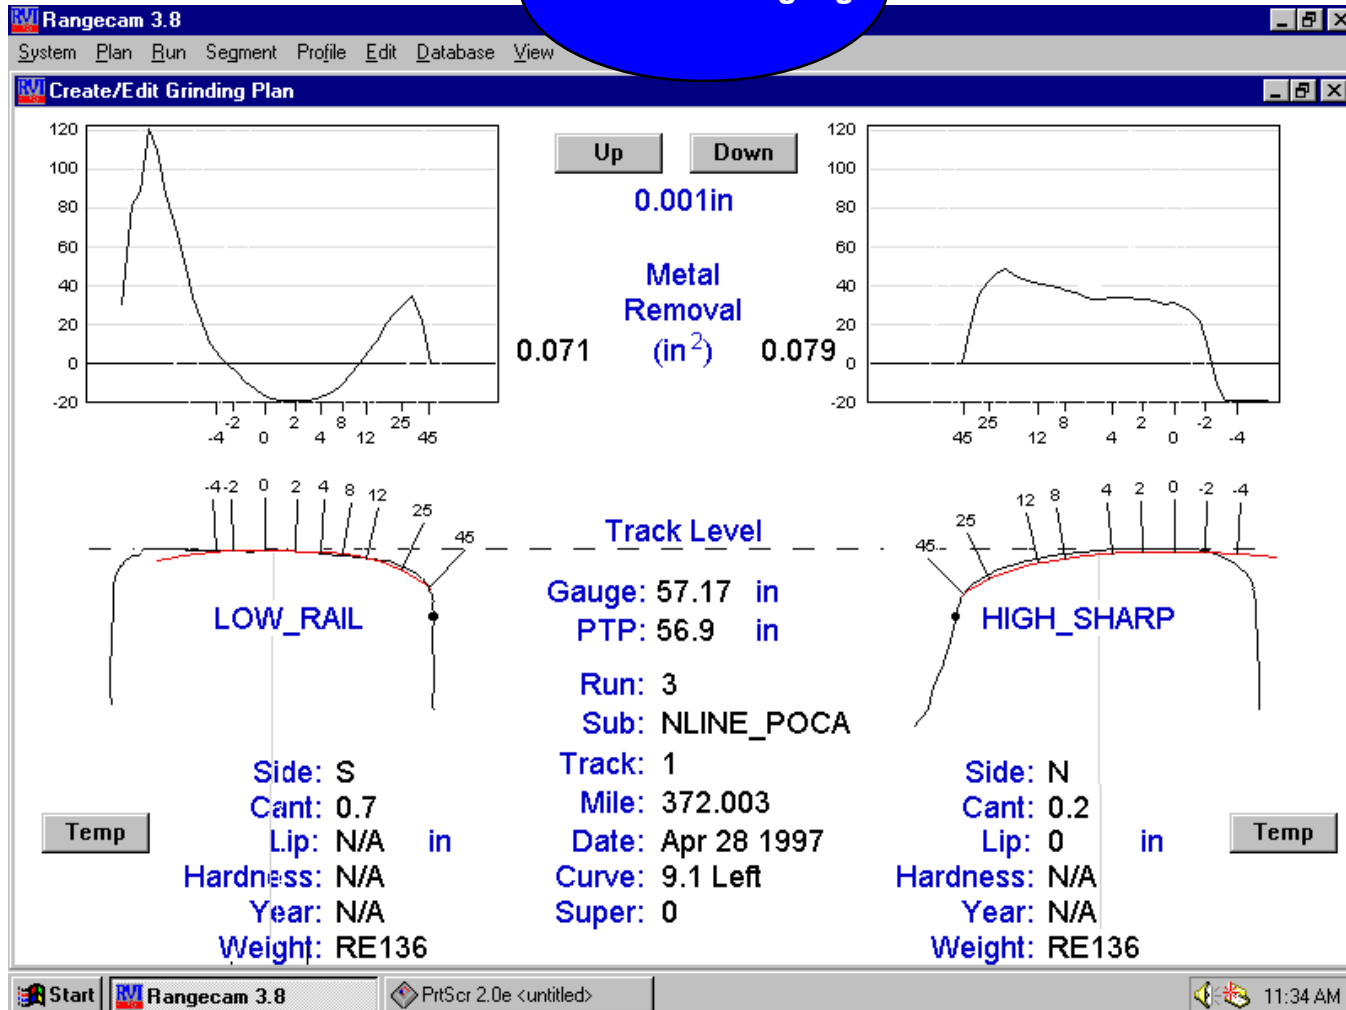 Rangecam 3.8
System Plan Run Segment Profile Edit Database View
Create/Edit Grinding Plan
120
100
80
60
40
20
0
-20
-4 -2 0 2 4 8 12 25 45
Up Down
0.001in
Metal
Removal
0.071 (in²) 0.079
120
100
80
60
40
20
0
-20
45 25 12 8 4 2 0 -2 -4
-4 -2 0 2 4 8 12 25 45
LOW_RAIL
Track Level
45 25 12 8 4 2 0 -2 -4
HIGH_SHARP
Gauge: 57.17 in
PTP: 56.9 in
Run: 3
Sub: NLINE_POCA
Track: 1
Mile: 372.003
Date: Apr 28 1997
Curve: 9.1 Left
Super: 0
Side: S
Cant: 0.7
Lip: N/A in
Hardness: N/A
Year: N/A
Weight: RE136
Temp
Side: N
Cant: 0.2
Lip: 0 in
Hardness: N/A
Year: N/A
Weight: RE136
Temp
Start Rangecam 3.8 PrtScr 2.0e <untitled> 11:34 AM